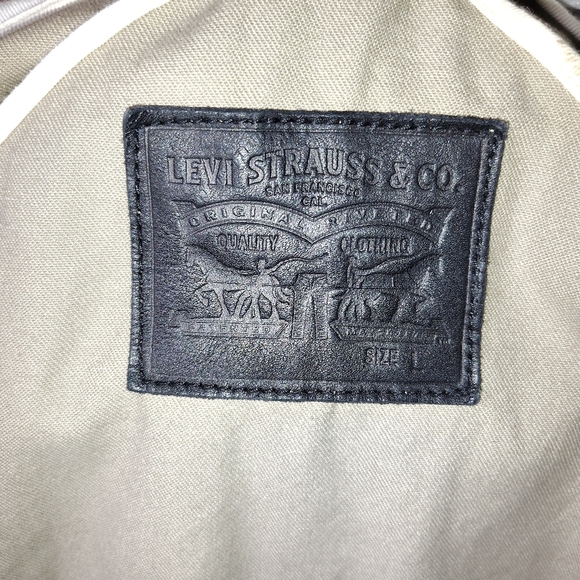 LEVI STRAUSS & CO.
SAN FRANCISCO
CAL.
ORIGINAL RIVETED
QUALITY CLOTHING
SIZE L